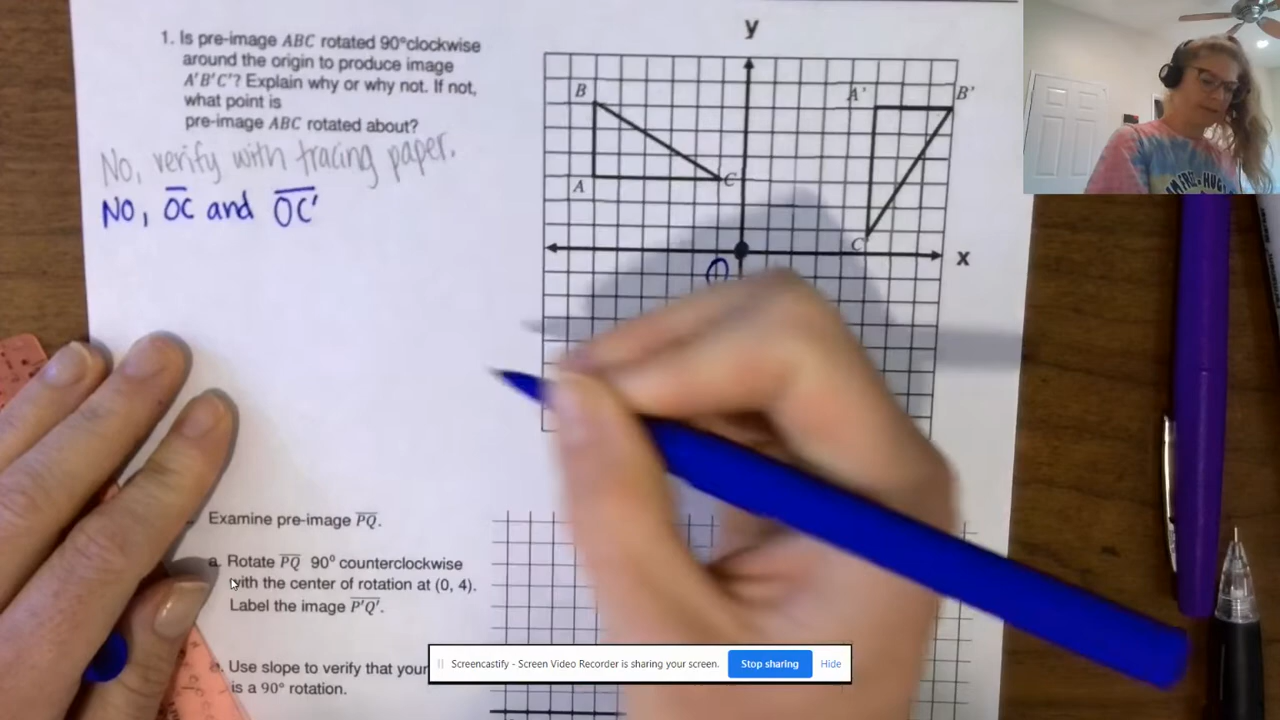 1. Is pre-image ABC rotated 90°clockwise
around the origin to produce image
A'B'C'? Explain why or why not. If not,
what point is
pre-image ABC rotated about?
No, verify with tracing paper.
No, OC and OC'
y
B
A
C
A'
B'
C
x
O
Examine pre-image PQ.
a. Rotate PQ 90° counterclockwise
with the center of rotation at (0, 4).
Label the image P'Q'.
Use slope to verify that your
is a 90° rotation.
Screencastify - Screen Video Recorder is sharing your screen.
Stop sharing
Hide